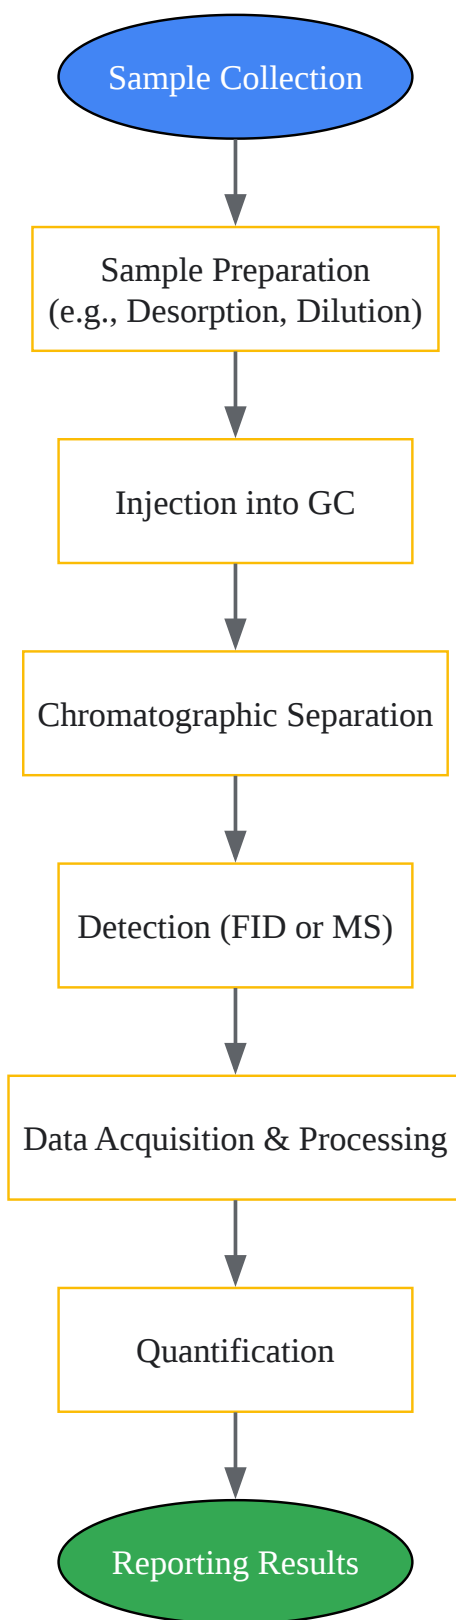 Sample Collection
Sample Preparation
(e.g., Desorption, Dilution)
Injection into GC
Chromatographic Separation
Detection (FID or MS)
Data Acquisition & Processing
Quantification
Reporting Results